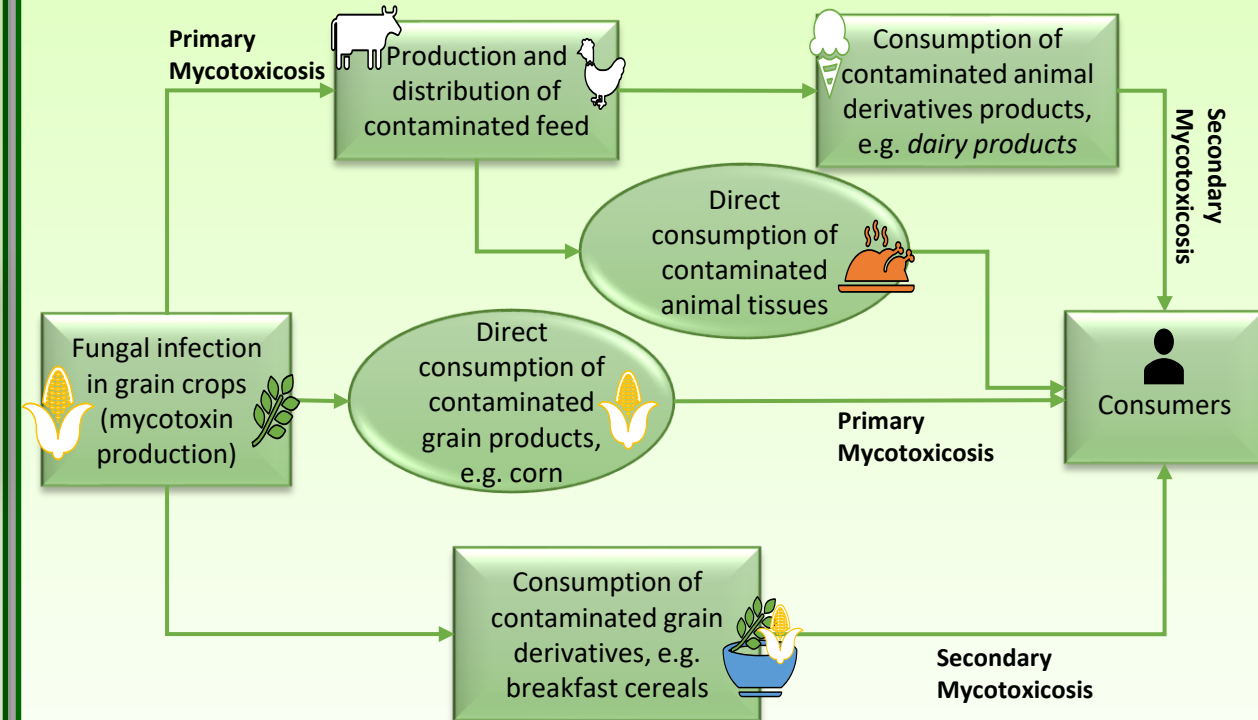 Primary
Mycotoxicosis
Production and
distribution of
contaminated feed
Consumption of
contaminated animal
derivatives products,
e.g. dairy products
Secondary
Mycotoxicosis
Direct
consumption of
contaminated
animal tissues
Fungal infection
in grain crops
(mycotoxin
production)
Direct
consumption of
contaminated
grain products,
e.g. corn
Primary
Mycotoxicosis
Consumers
Consumption of
contaminated grain
derivatives, e.g.
breakfast cereals
Secondary
Mycotoxicosis